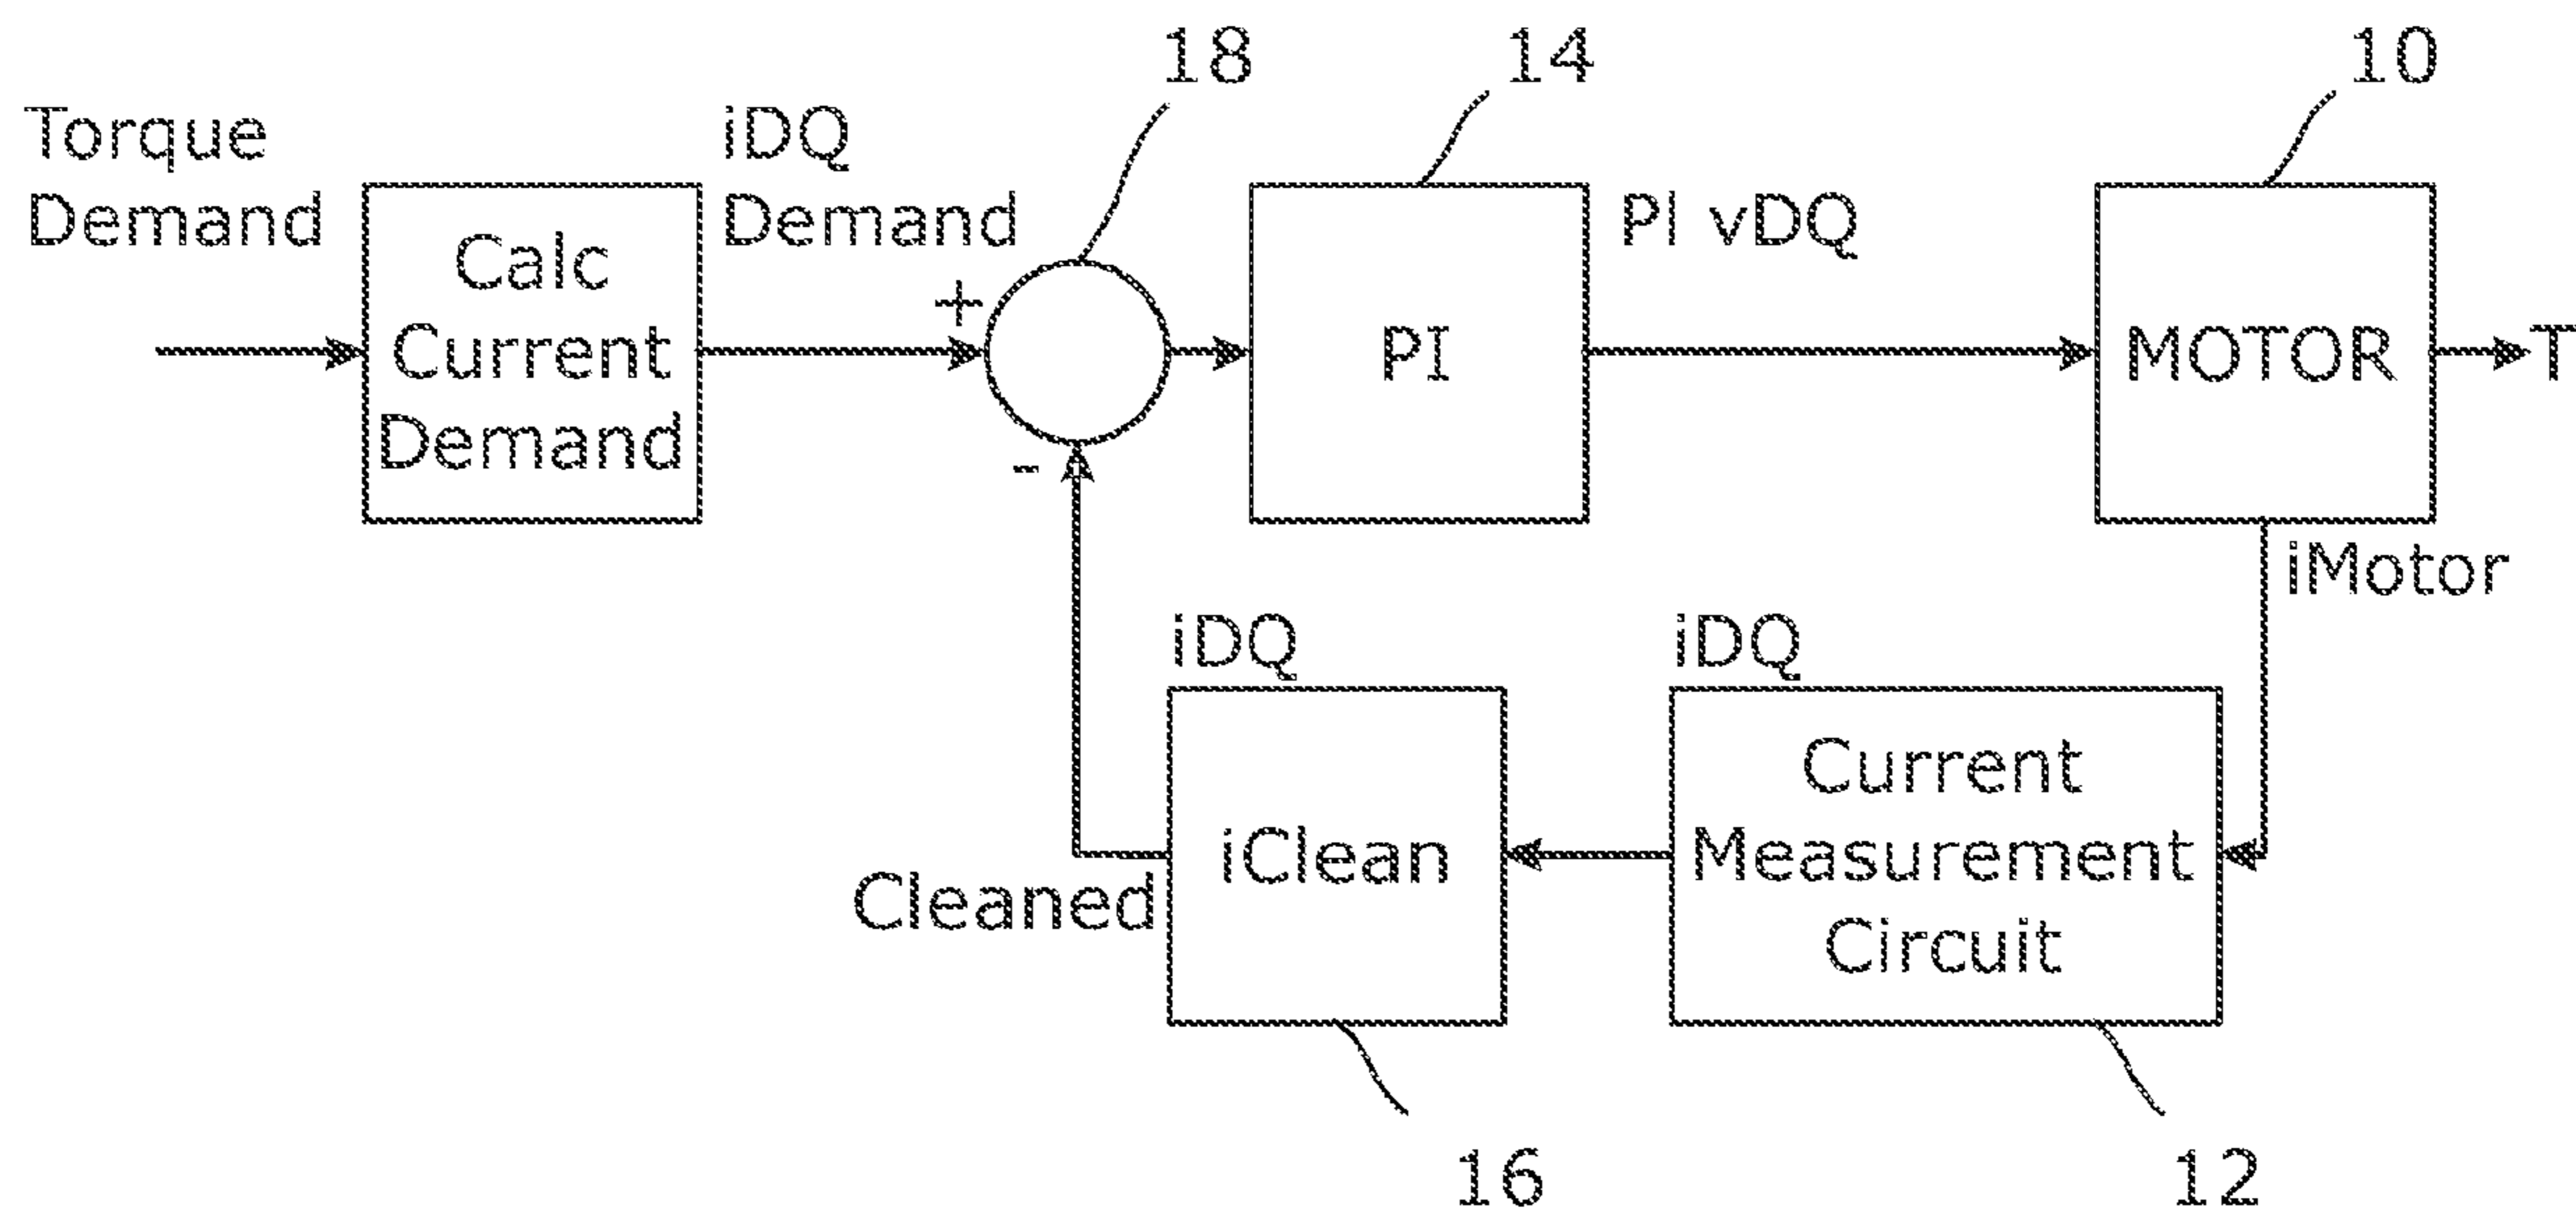 18
14
10
Torque
Demand
iDQ
Demand
Calc
Current
Demand
+
-
PI
PI vDQ
MOTOR
T
iMotor
iDQ
iDQ
Cleaned
iClean
Current
Measurement
Circuit
16
12